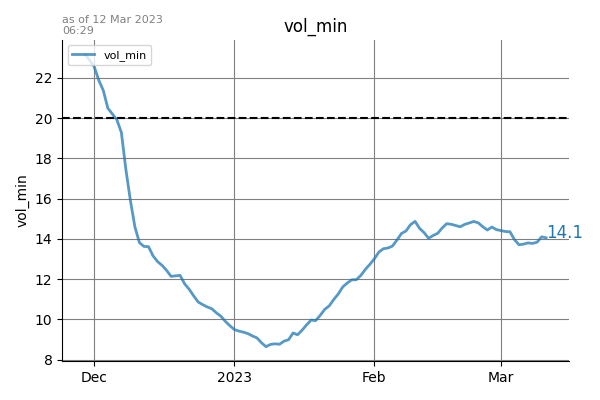 as of 12 Mar 2023
06:29
vol_min
vol_min
22
20
18
16
14
12
10
8
vol_min
14.1
Dec
2023
Feb
Mar